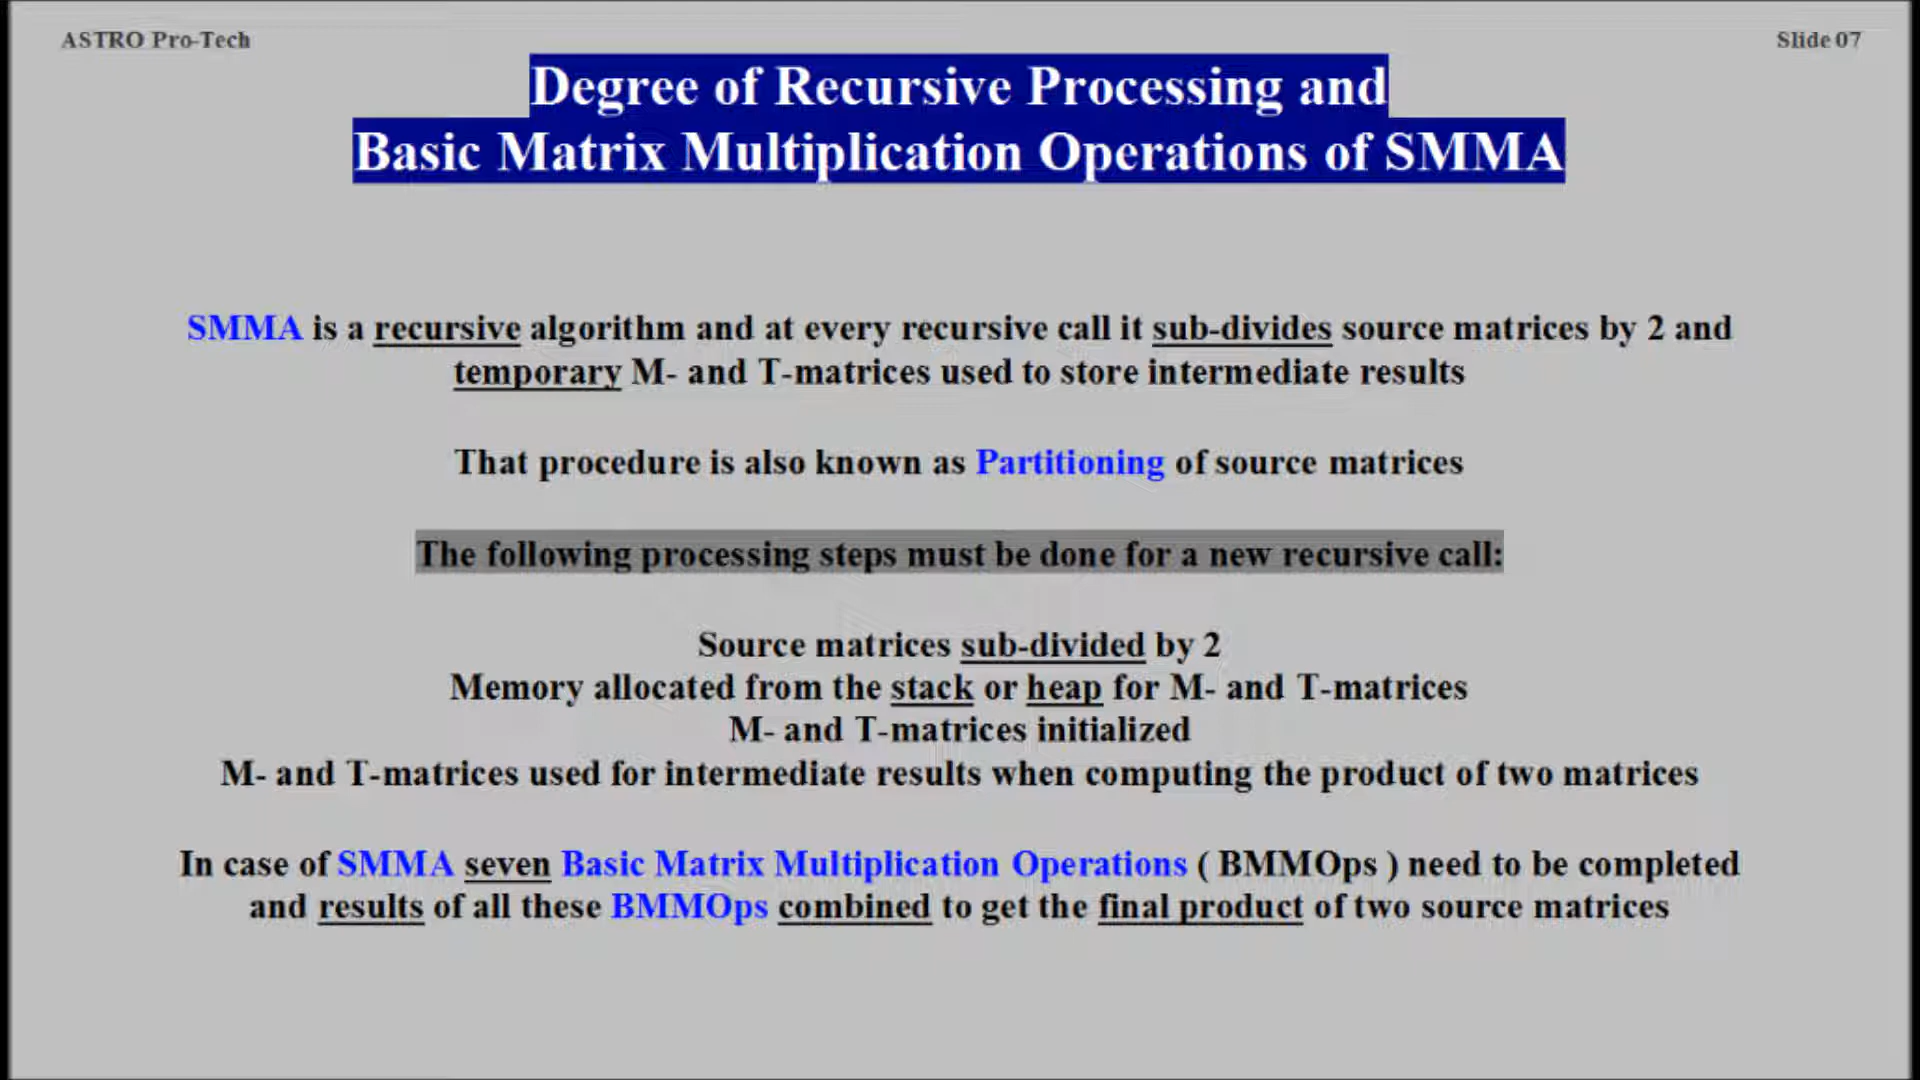 ASTRO Pro-Tech
Slide 07
Degree of Recursive Processing and
Basic Matrix Multiplication Operations of SMMA
SMMA is a recursive algorithm and at every recursive call it sub-divides source matrices by 2 and
temporary M- and T-matrices used to store intermediate results
That procedure is also known as Partitioning of source matrices
The following processing steps must be done for a new recursive call:
Source matrices sub-divided by 2
Memory allocated from the stack or heap for M- and T-matrices
M- and T-matrices initialized
M- and T-matrices used for intermediate results when computing the product of two matrices
In case of SMMA seven Basic Matrix Multiplication Operations ( BMMOps ) need to be completed
and results of all these BMMOps combined to get the final product of two source matrices